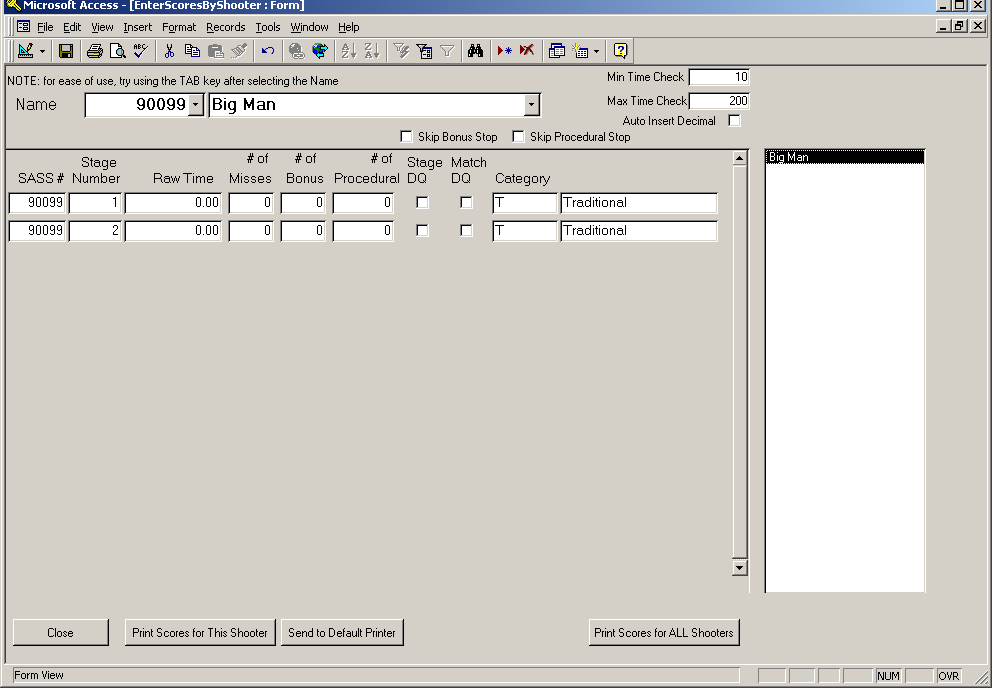 Microsoft Access - [EnterScoresByShooter : Form]
File Edit View Insert Format Records Tools Window Help
NOTE: for ease of use, try using the TAB key after selecting the Name
Min Time Check 10
Name 90099 Big Man
Max Time Check 200
Auto Insert Decimal
Skip Bonus Stop Skip Procedural Stop
SASS # Stage Number Raw Time # of Misses # of Bonus # of Procedural Stage DQ Match DQ Category
90099 1 0.00 0 0 0 T Traditional
90099 2 0.00 0 0 0 T Traditional
Big Man
Close Print Scores for This Shooter Send to Default Printer Print Scores for ALL Shooters
Form View NUM OVR